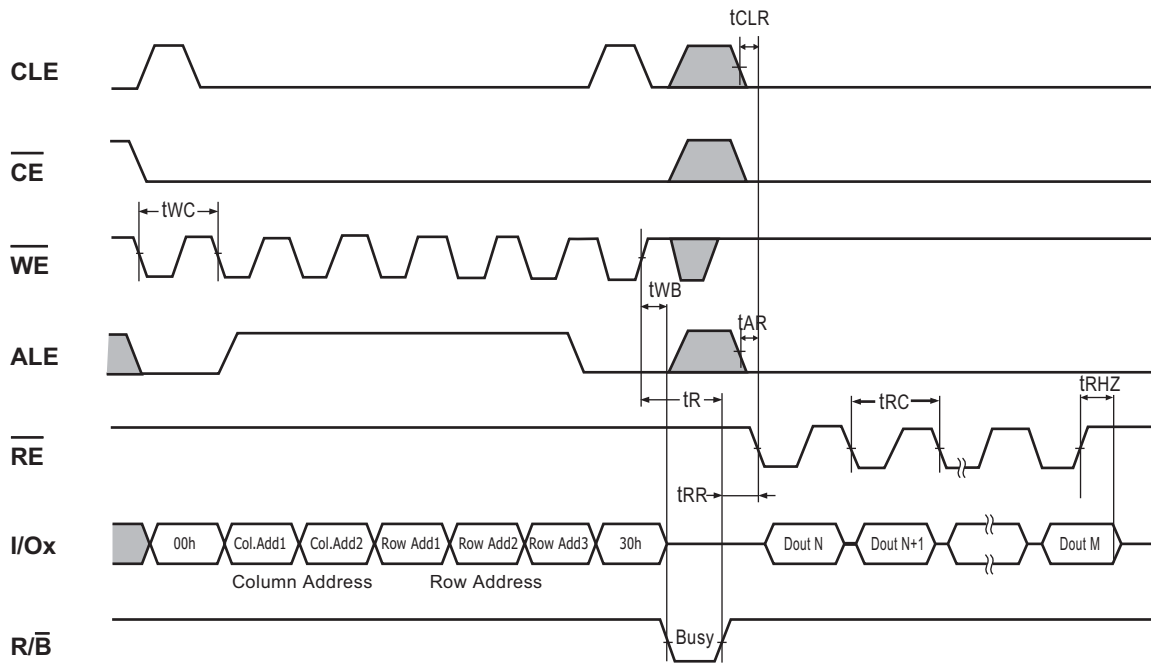 tCLR
CLE
CE
tWC
WE
tWB
tAR
ALE
tR
tRC
tRHZ
RE
tRR
I/Ox
00h
Col.Add1
Col.Add2
Row Add1
Row Add2
Row Add3
30h
Dout N
Dout N+1
Dout M
Column Address
Row Address
Busy
R/B̅